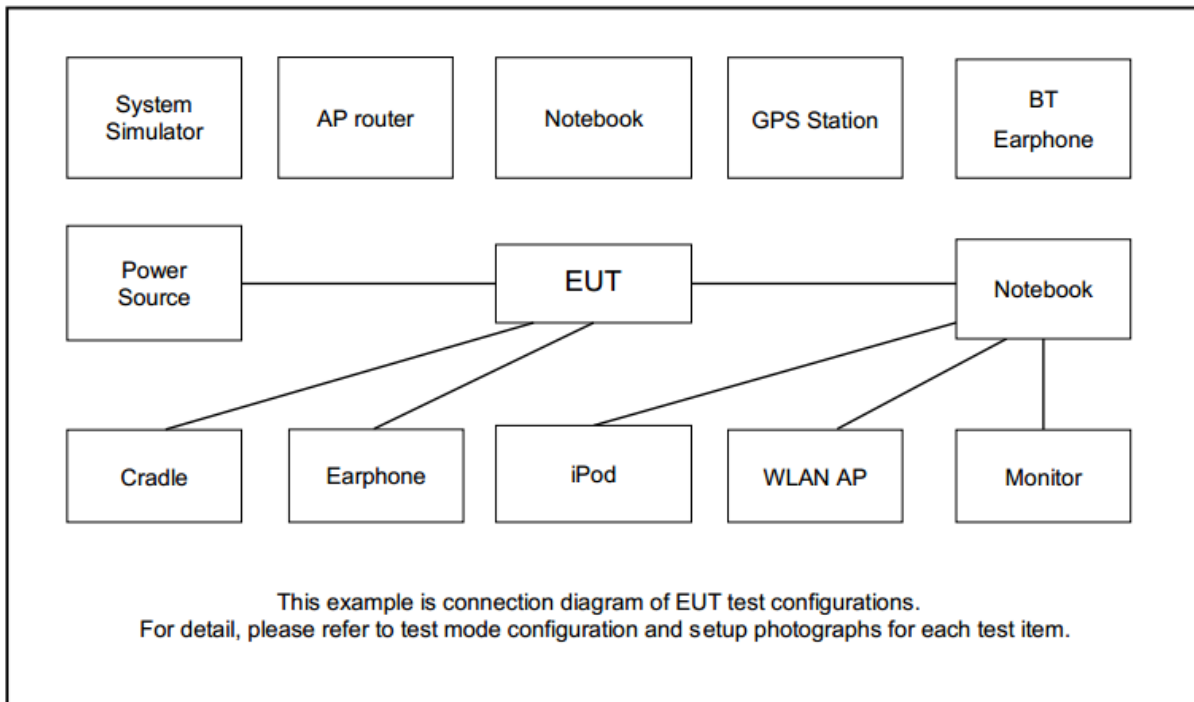 System
Simulator
AP router
Notebook
GPS Station
BT
Earphone
Power
Source
EUT
Notebook
Cradle
Earphone
iPod
WLAN AP
Monitor
This example is connection diagram of EUT test configurations.
For detail, please refer to test mode configuration and setup photographs for each test item.